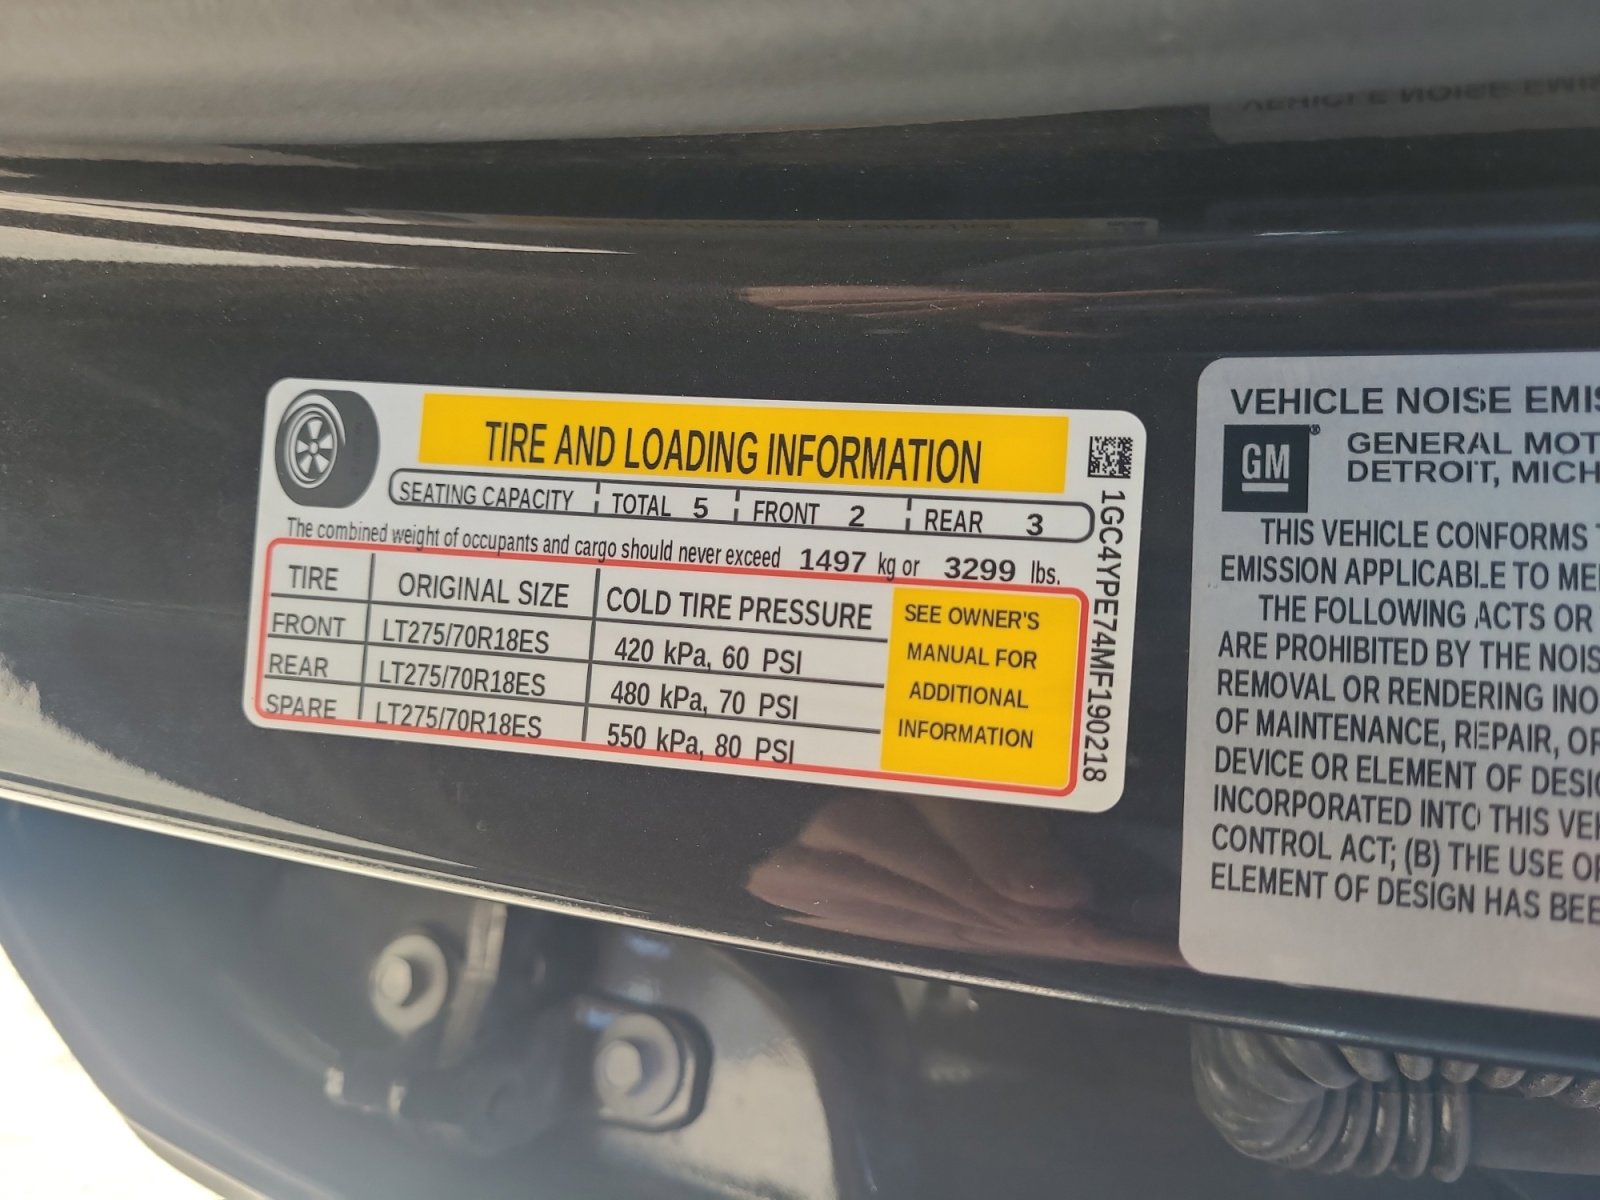 TIRE AND LOADING INFORMATION
SEATING CAPACITY TOTAL 5 FRONT 2 REAR 3
The combined weight of occupants and cargo should never exceed 1497 kg or 3299 lbs.
TIRE ORIGINAL SIZE COLD TIRE PRESSURE
FRONT LT275/70R18ES 420 kPa, 60 PSI
REAR LT275/70R18ES 480 kPa, 70 PSI
SPARE LT275/70R18ES 550 kPa, 80 PSI
SEE OWNER'S
MANUAL FOR
ADDITIONAL
INFORMATION
1GC4YPE74MF190218
VEHICLE NOISE EMIS
GM®
GENERAL MOT
DETROIT, MICH
THIS VEHICLE CONFORMS T
EMISSION APPLICABLE TO ME
THE FOLLOWING ACTS OR
ARE PROHIBITED BY THE NOIS
REMOVAL OR RENDERING INO
OF MAINTENANCE, REPAIR, OR
DEVICE OR ELEMENT OF DESIG
INCORPORATED INTO THIS VEH
CONTROL ACT; (B) THE USE OF
ELEMENT OF DESIGN HAS BEE